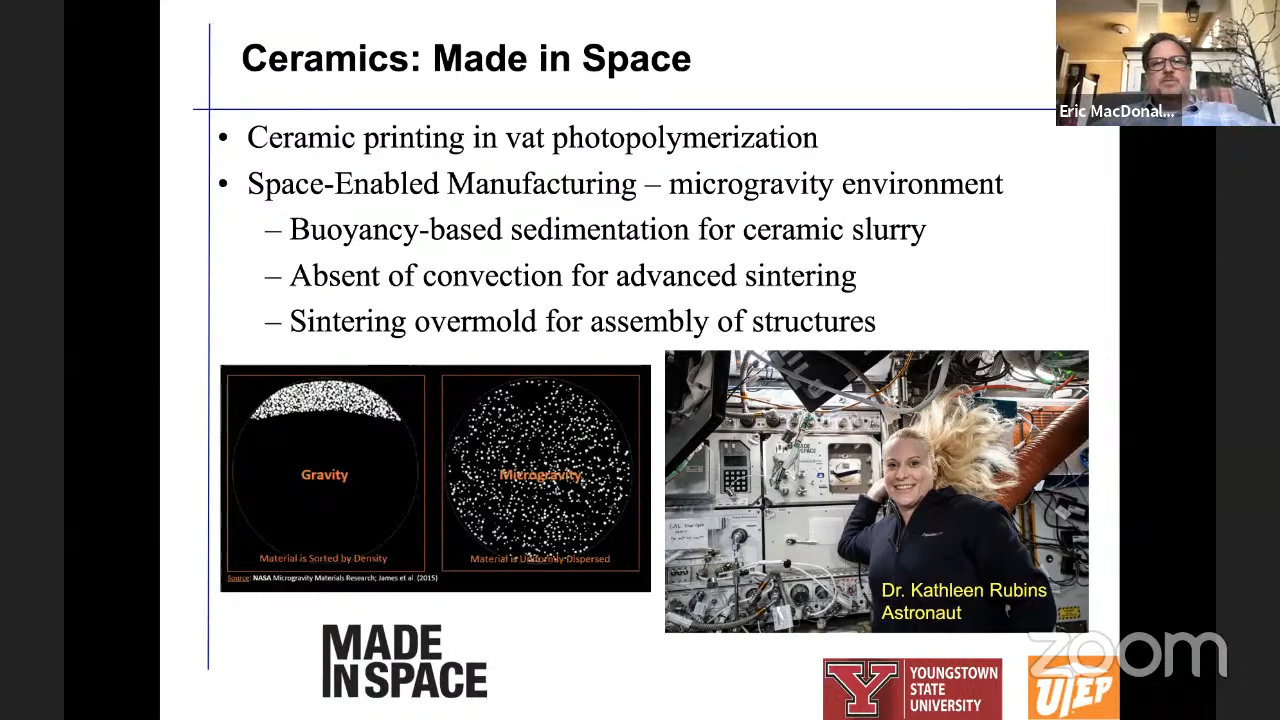 Ceramics: Made in Space
Eric MacDonal...
• Ceramic printing in vat photopolymerization
• Space-Enabled Manufacturing – microgravity environment
– Buoyancy-based sedimentation for ceramic slurry
– Absent of convection for advanced sintering
– Sintering overmold for assembly of structures
Gravity
Material is Sorted by Density
Microgravity
Material is Uniformly Dispersed
Source: NASA Microgravity Materials Research; James et al. (2015)
MADE
IN SPACE
Dr. Kathleen Rubins
Astronaut
MADE
IN SPACE
Y
YOUNGSTOWN
STATE
UNIVERSITY
UTEP
zoom